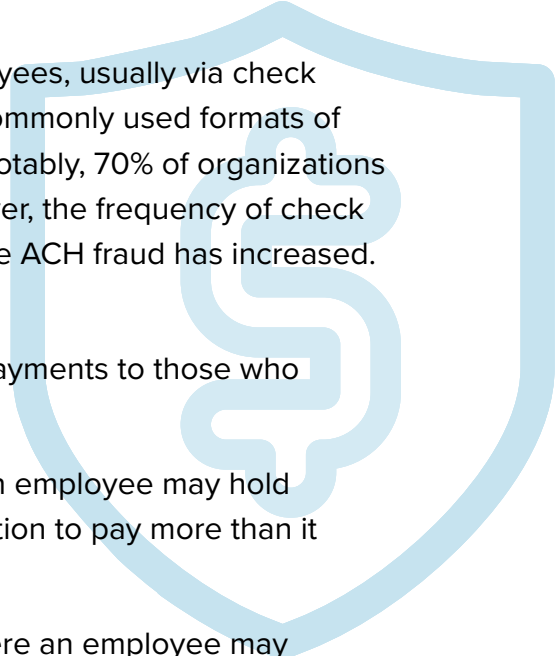 yees, usually via check
ommonly used formats of
otably, 70% of organizations
er, the frequency of check
e ACH fraud has increased.
ayments to those who
n employee may hold
tion to pay more than it
ere an employee may